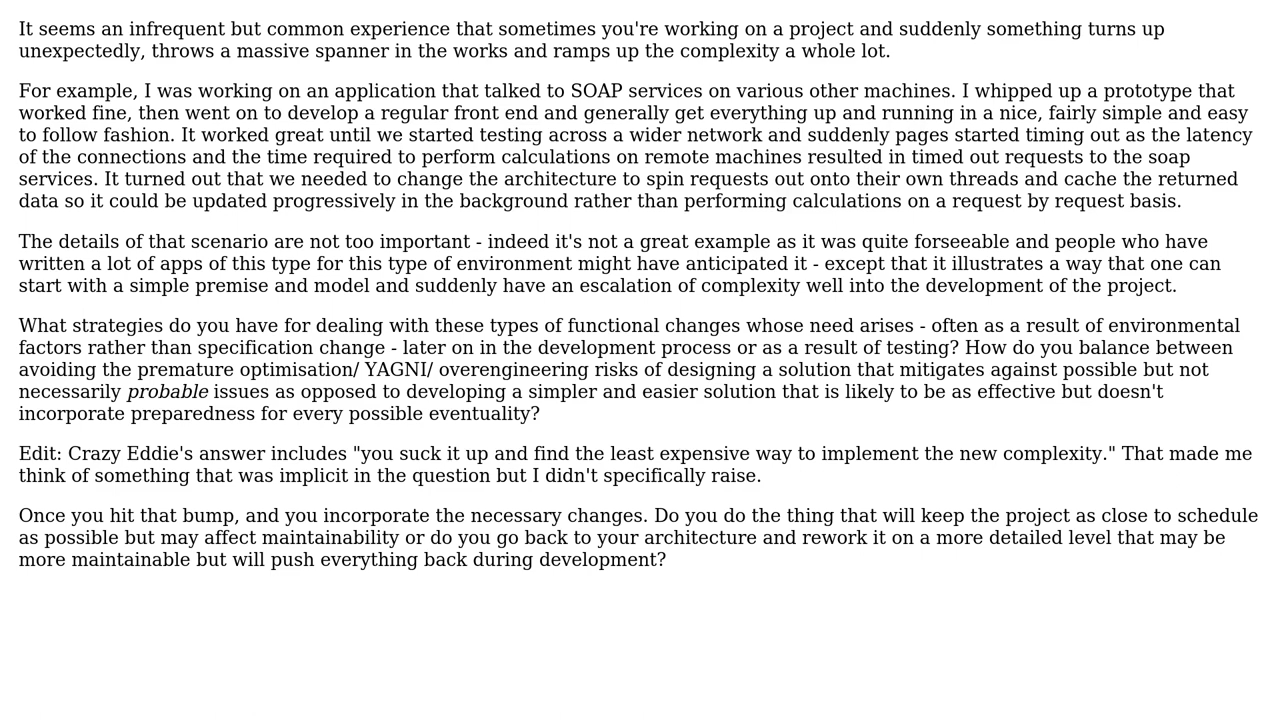 It seems an infrequent but common experience that sometimes you're working on a project and suddenly something turns up
unexpectedly, throws a massive spanner in the works and ramps up the complexity a whole lot.
For example, I was working on an application that talked to SOAP services on various other machines. I whipped up a prototype that
worked fine, then went on to develop a regular front end and generally get everything up and running in a nice, fairly simple and easy
to follow fashion. It worked great until we started testing across a wider network and suddenly pages started timing out as the latency
of the connections and the time required to perform calculations on remote machines resulted in timed out requests to the soap
services. It turned out that we needed to change the architecture to spin requests out onto their own threads and cache the returned
data so it could be updated progressively in the background rather than performing calculations on a request by request basis.
The details of that scenario are not too important - indeed it's not a great example as it was quite forseeable and people who have
written a lot of apps of this type for this type of environment might have anticipated it - except that it illustrates a way that one can
start with a simple premise and model and suddenly have an escalation of complexity well into the development of the project.
What strategies do you have for dealing with these types of functional changes whose need arises - often as a result of environmental
factors rather than specification change - later on in the development process or as a result of testing? How do you balance between
avoiding the premature optimisation/ YAGNI/ overengineering risks of designing a solution that mitigates against possible but not
necessarily probable issues as opposed to developing a simpler and easier solution that is likely to be as effective but doesn't
incorporate preparedness for every possible eventuality?
Edit: Crazy Eddie's answer includes "you suck it up and find the least expensive way to implement the new complexity." That made me
think of something that was implicit in the question but I didn't specifically raise.
Once you hit that bump, and you incorporate the necessary changes. Do you do the thing that will keep the project as close to schedule
as possible but may affect maintainability or do you go back to your architecture and rework it on a more detailed level that may be
more maintainable but will push everything back during development?